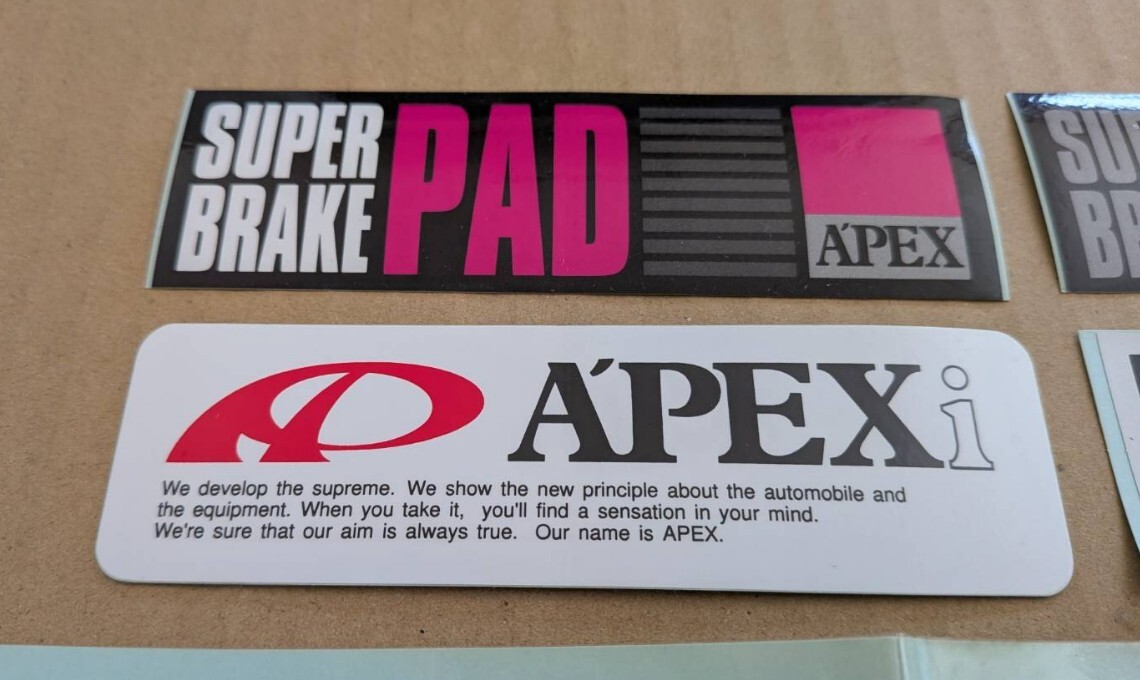 SUPER
BRAKE
PAD
A'PEX
A'PEXi
We develop the supreme. We show the new principle about the automobile and
the equipment. When you take it, you'll find a sensation in your mind.
We're sure that our aim is always true. Our name is APEX.
SU
BR